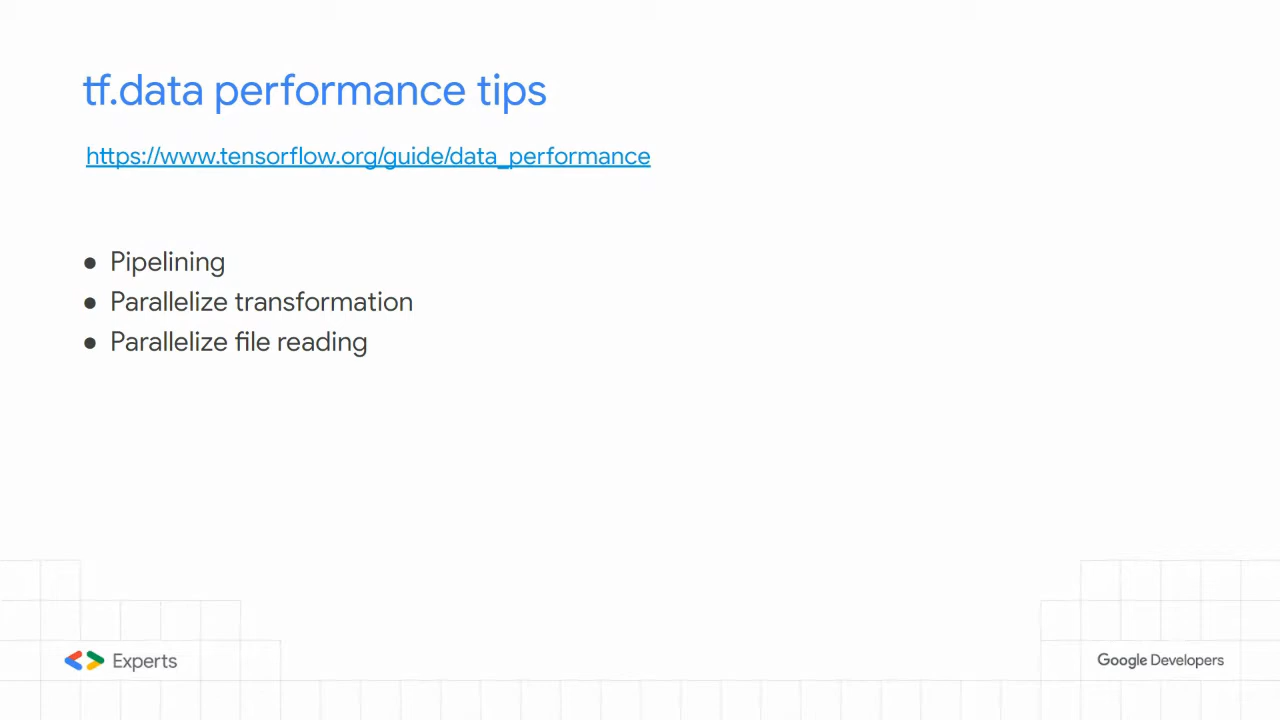 tf.data performance tips
https://www.tensorflow.org/guide/data_performance
● Pipelining
● Parallelize transformation
● Parallelize file reading
Experts
Google Developers